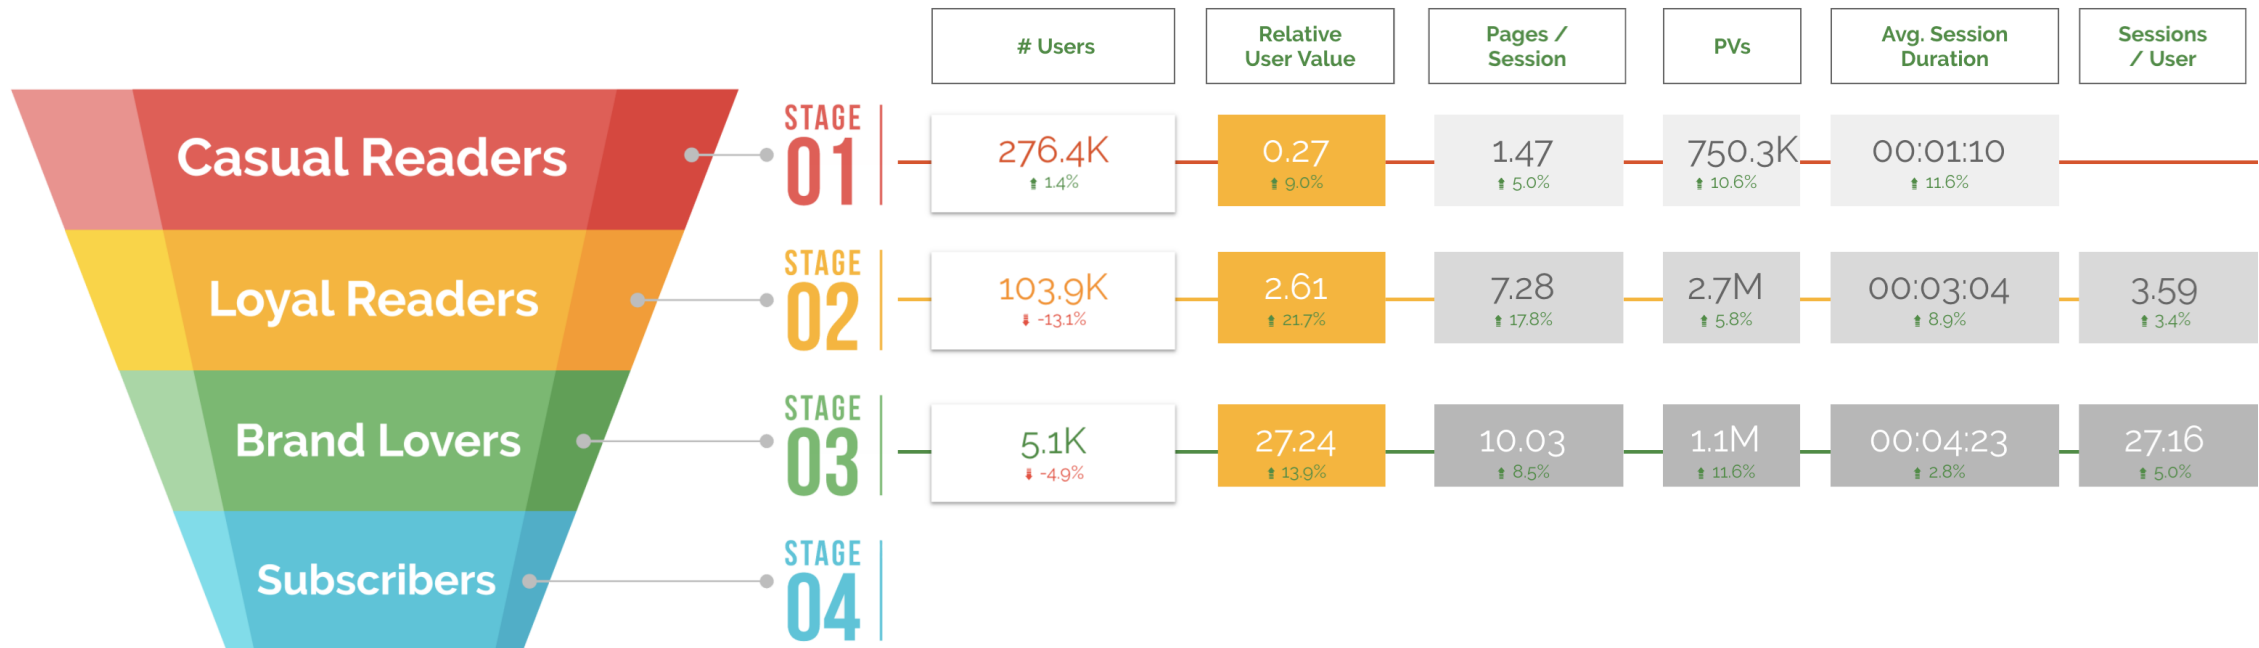 # Users
Relative
User Value
Pages /
Session
PVs
Avg. Session
Duration
Sessions
/ User
Casual Readers
STAGE
01
276.4K
1.4%
0.27
9.0%
1.47
5.0%
750.3K
10.6%
00:01:10
11.6%
Loyal Readers
STAGE
02
103.9K
-13.1%
2.61
21.7%
7.28
17.8%
2.7M
5.8%
00:03:04
8.9%
3.59
3.4%
Brand Lovers
STAGE
03
5.1K
-4.9%
27.24
13.9%
10.03
8.5%
1.1M
11.6%
00:04:23
2.8%
27.16
5.0%
Subscribers
STAGE
04